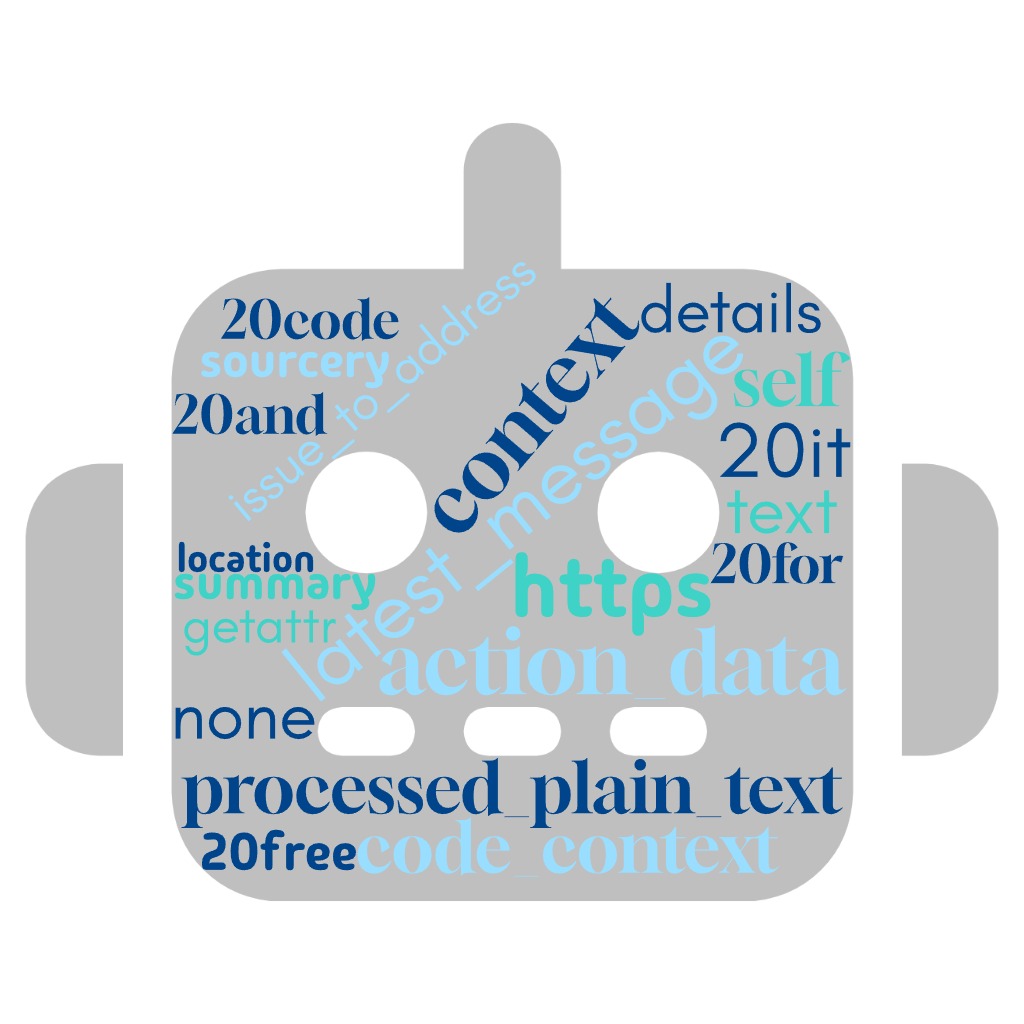 20code
sourcery
20and
issue_to_address
context
details
latest_message
self
20it
text
20for
location
summary
getattr
https
action_data
none
processed_plain_text
20free
code_context